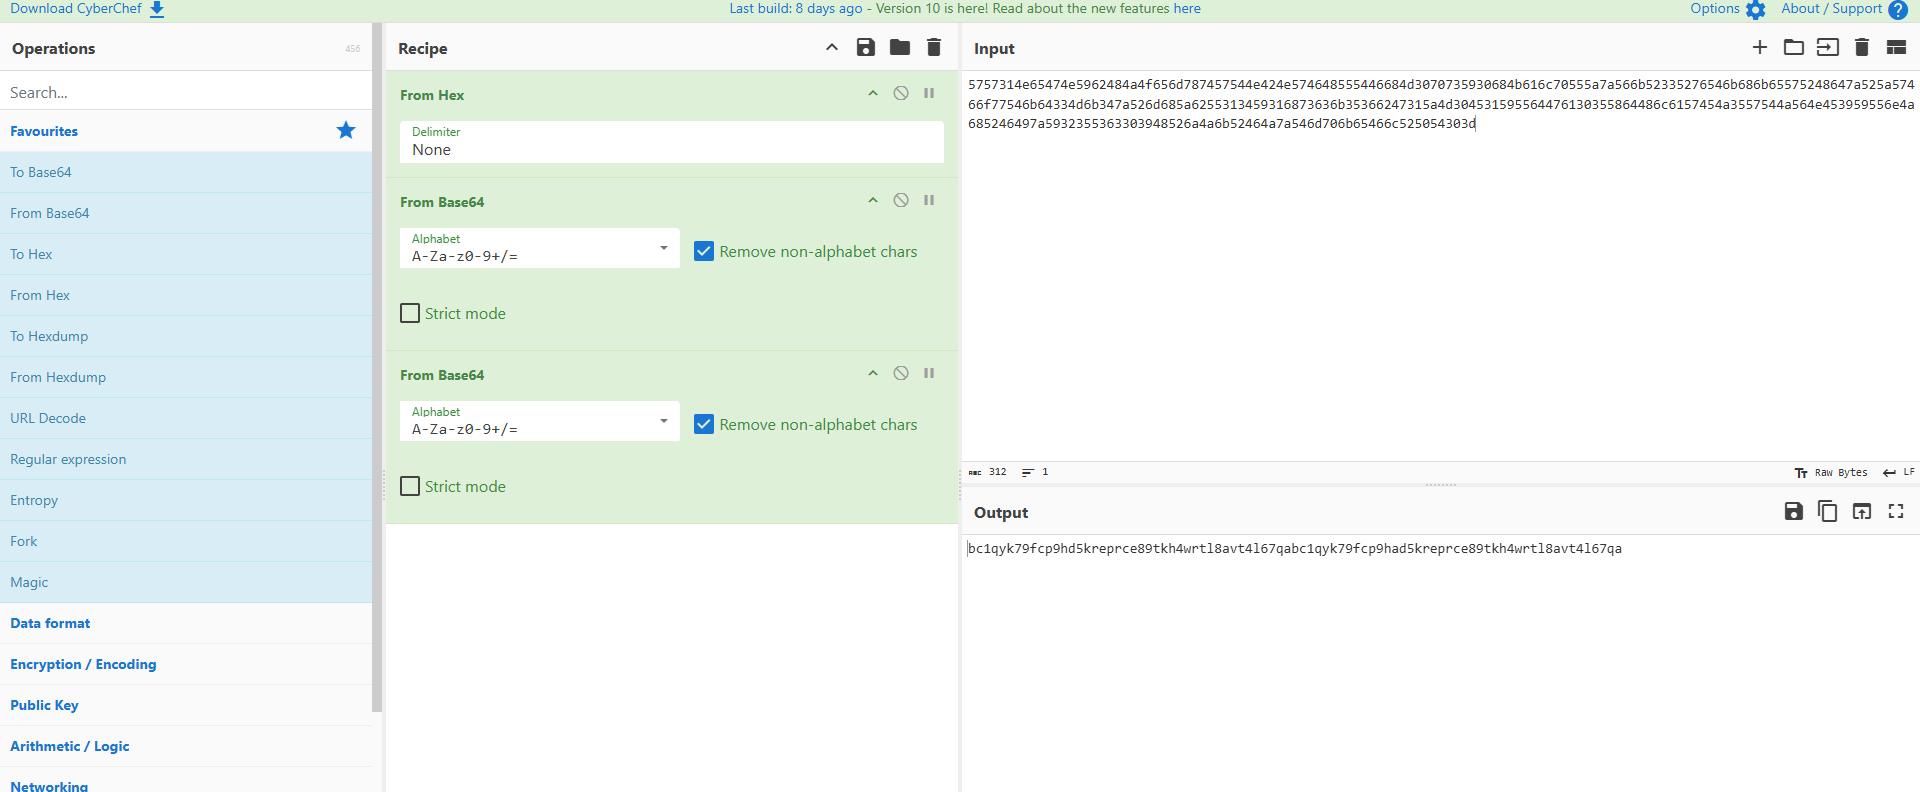 Download CyberChef
Last build: 8 days ago - Version 10 is here! Read about the new features here
Options
About / Support
Operations
456
Search...
Favourites
To Base64
From Base64
To Hex
From Hex
To Hexdump
From Hexdump
URL Decode
Regular expression
Entropy
Fork
Magic
Data format
Encryption / Encoding
Public Key
Arithmetic / Logic
Networking
Recipe
From Hex
Delimiter
None
From Base64
Alphabet
A-Za-z0-9+/=
Remove non-alphabet chars
Strict mode
From Base64
Alphabet
A-Za-z0-9+/=
Remove non-alphabet chars
Strict mode
Input
5757314e65474e5962484a4f656d787457544e424e574648555446684d3070735930684b616c70555a7a566b52335276546b686b65575248647a525a574
66f77546b64334d6b347a526d685a6255313459316873636b35366247315a4d3045315955644761303558644 86c6157454a3557544a564e453959556e4a
685246497a5932355363303948526a4a6b52464a7a546d706b65466c525054303d
ABC 312
1
Raw Bytes
LF
Output
bc1qyk79fcp9hd5kreprce89tkh4wrtl8avt4l67qabc1qyk79fcp9had5kreprce89tkh4wrtl8avt4l67qa